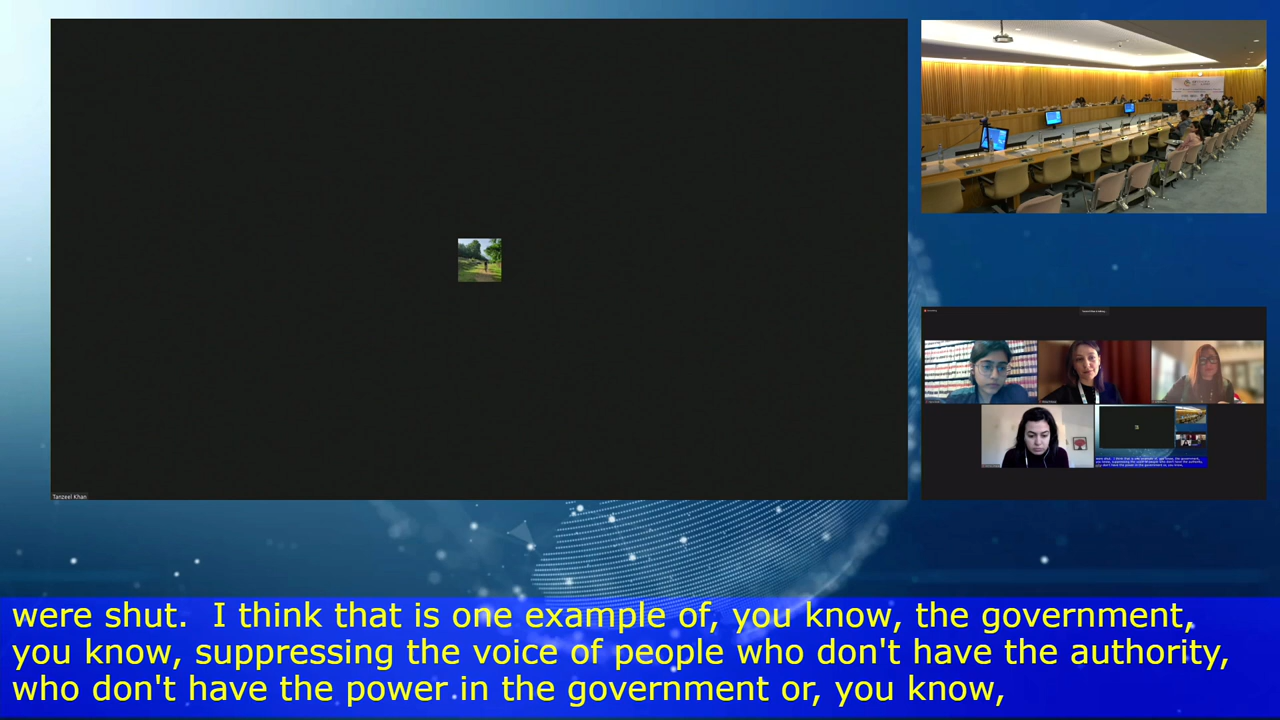 Tanzeel Khan
were shut.  I think that is one example of, you know, the government,
you know, suppressing the voice of people who don't have the authority,
who don't have the power in the government or, you know,